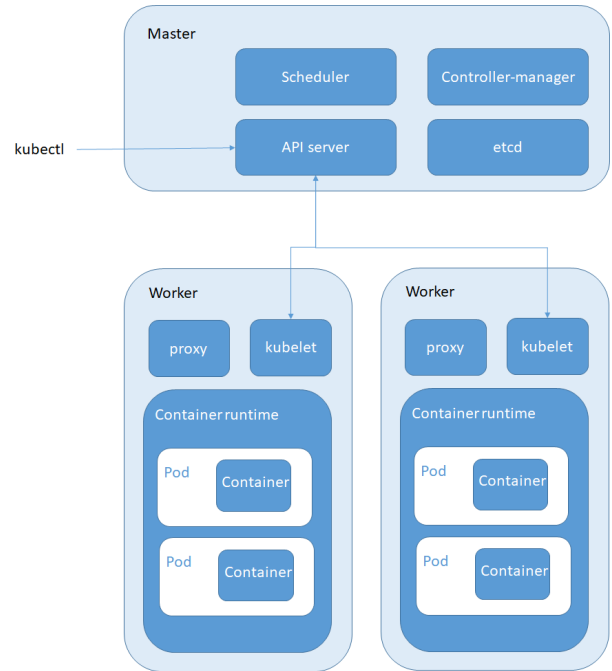 Master
Scheduler
Controller-manager
kubectl
API server
etcd
Worker
proxy
kubelet
Container runtime
Pod
Container
Pod
Container
Worker
proxy
kubelet
Container runtime
Pod
Container
Pod
Container